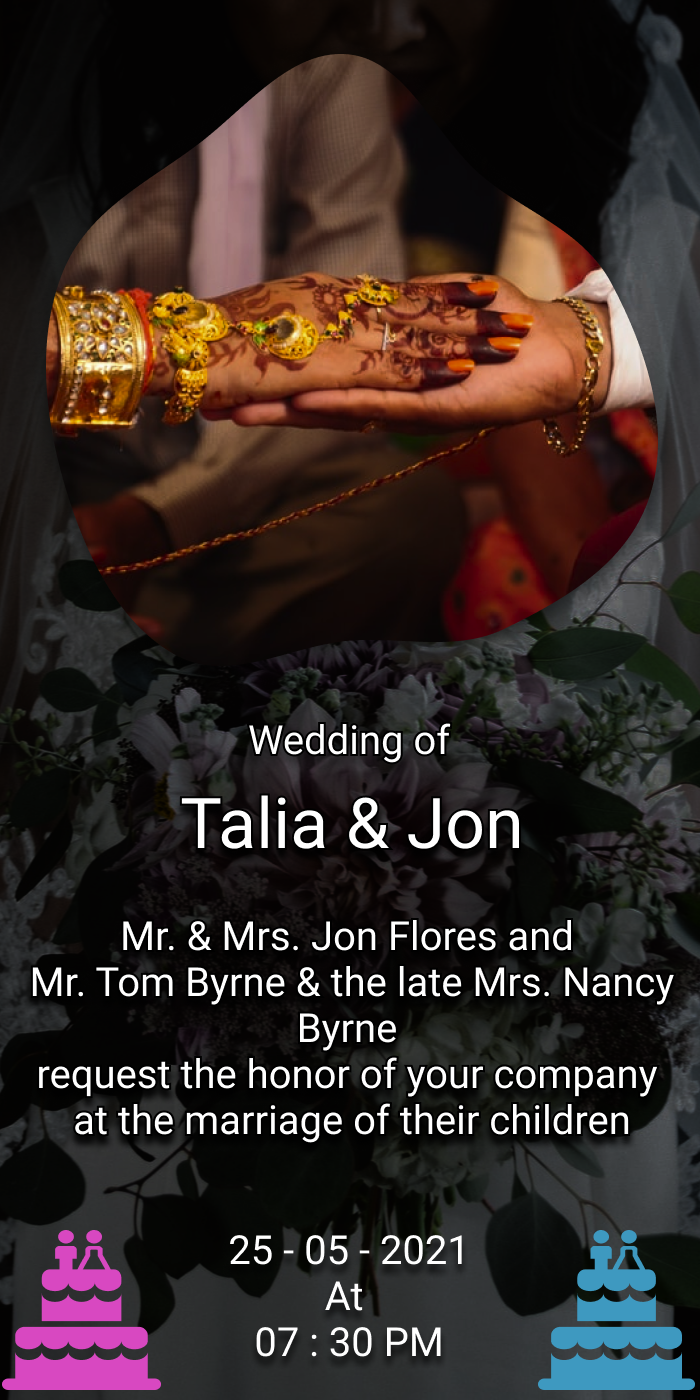 Wedding of
Talia & Jon
Mr. & Mrs. Jon Flores and
Mr. Tom Byrne & the late Mrs. Nancy
Byrne
request the honor of your company
at the marriage of their children
25 - 05 - 2021
At
07 : 30 PM